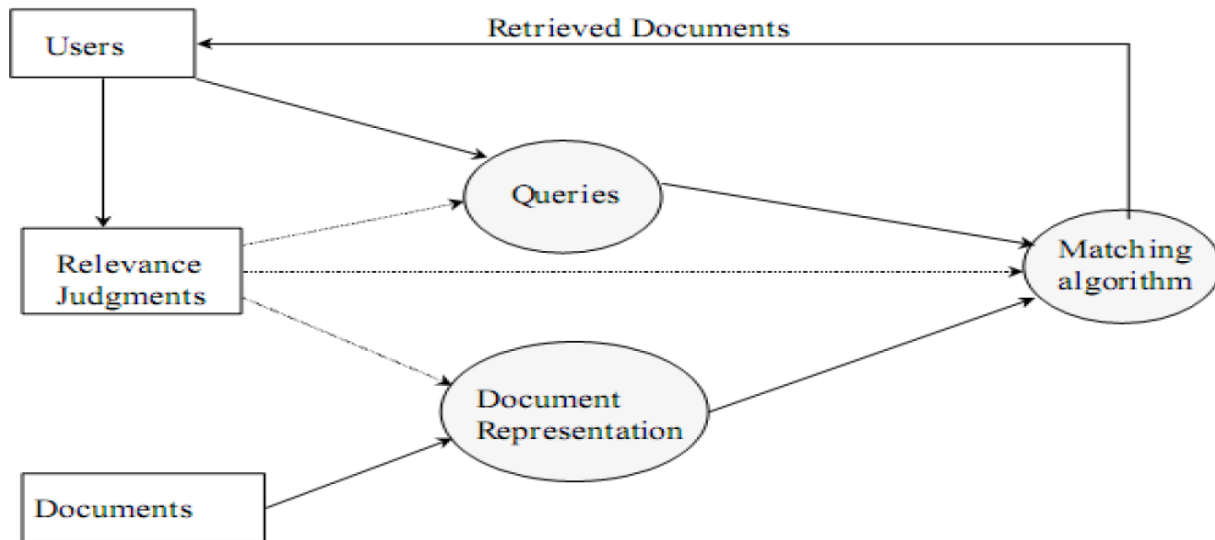 Retrieved Documents
Users
Queries
Matching
algorithm
Relevance
Judgments
Document
Representation
Documents